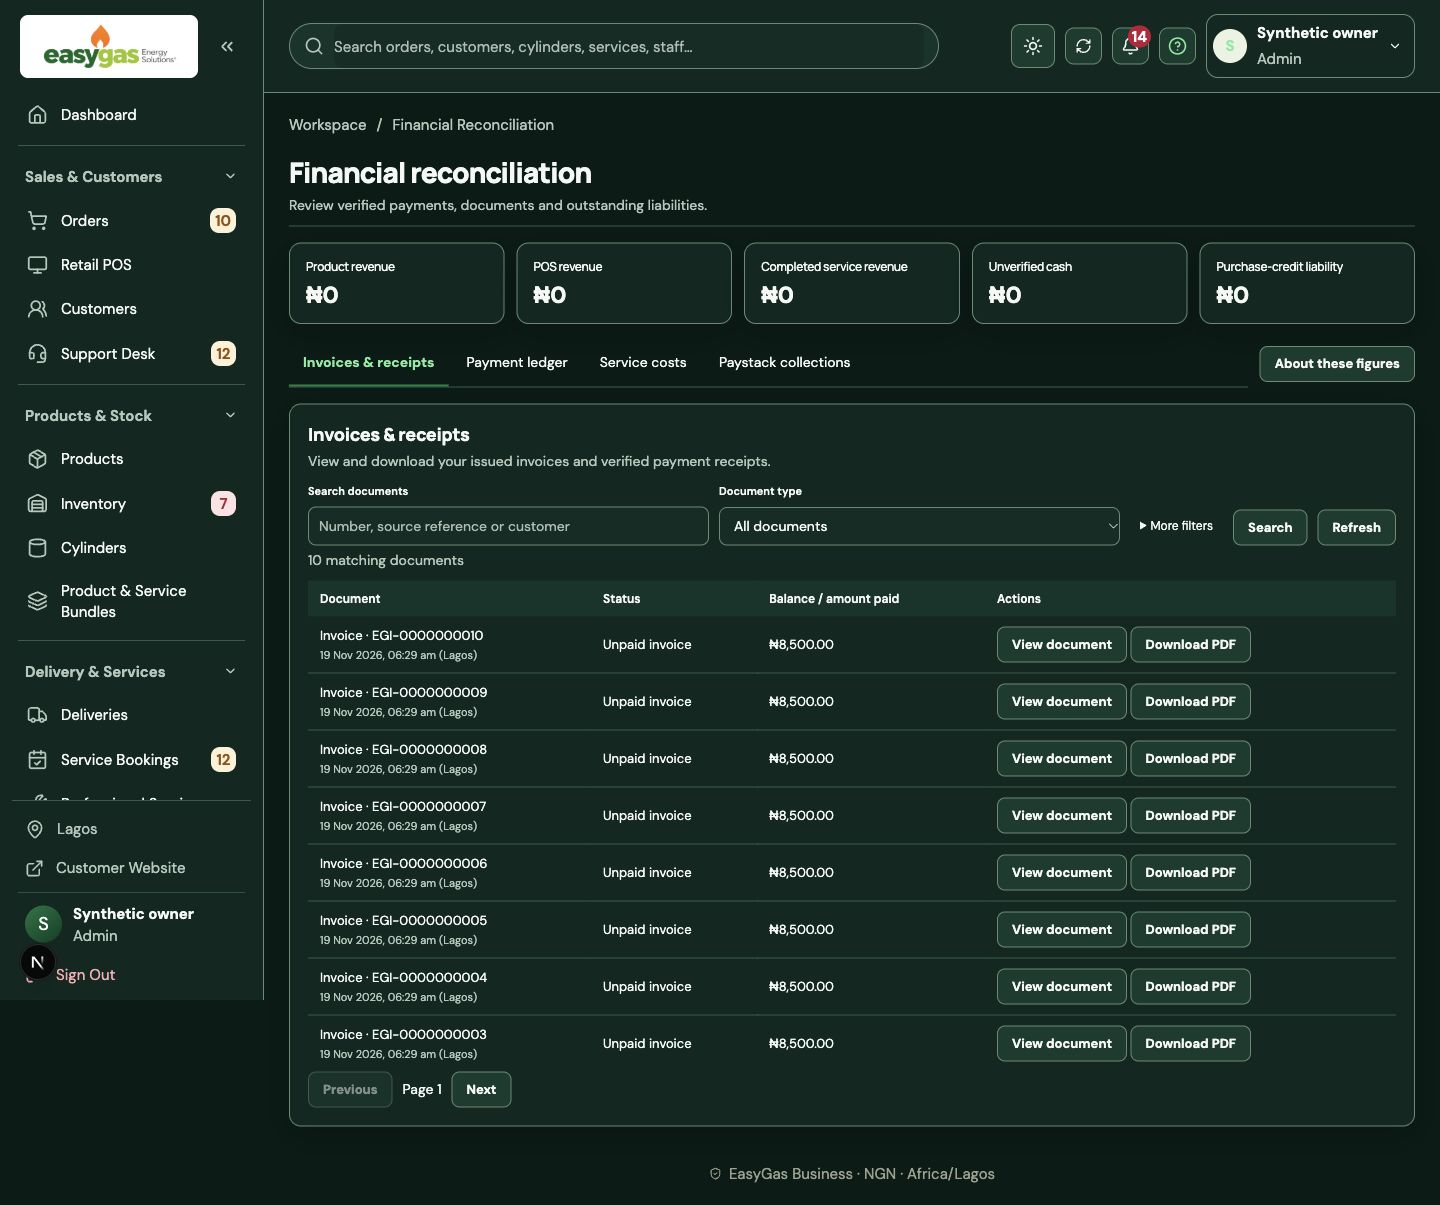 easygas Energy Solutions
Dashboard
Sales & Customers
Orders 10
Retail POS
Customers
Support Desk 12
Products & Stock
Products
Inventory 7
Cylinders
Product & Service
Bundles
Delivery & Services
Deliveries
Service Bookings 12
Lagos
Customer Website
S Synthetic owner
Admin
N
Sign Out
Search orders, customers, cylinders, services, staff...
14
S Synthetic owner
Admin
Workspace / Financial Reconciliation
Financial reconciliation
Review verified payments, documents and outstanding liabilities.
Product revenue
₦0
POS revenue
₦0
Completed service revenue
₦0
Unverified cash
₦0
Purchase-credit liability
₦0
Invoices & receipts Payment ledger Service costs Paystack collections About these figures
Invoices & receipts
View and download your issued invoices and verified payment receipts.
Search documents Document type
Number, source reference or customer All documents More filters Search Refresh
10 matching documents
Document Status Balance / amount paid Actions
Invoice · EGI-0000000010
19 Nov 2026, 06:29 am (Lagos)
Unpaid invoice ₦8,500.00 View document Download PDF
Invoice · EGI-0000000009
19 Nov 2026, 06:29 am (Lagos)
Unpaid invoice ₦8,500.00 View document Download PDF
Invoice · EGI-0000000008
19 Nov 2026, 06:29 am (Lagos)
Unpaid invoice ₦8,500.00 View document Download PDF
Invoice · EGI-0000000007
19 Nov 2026, 06:29 am (Lagos)
Unpaid invoice ₦8,500.00 View document Download PDF
Invoice · EGI-0000000006
19 Nov 2026, 06:29 am (Lagos)
Unpaid invoice ₦8,500.00 View document Download PDF
Invoice · EGI-0000000005
19 Nov 2026, 06:29 am (Lagos)
Unpaid invoice ₦8,500.00 View document Download PDF
Invoice · EGI-0000000004
19 Nov 2026, 06:29 am (Lagos)
Unpaid invoice ₦8,500.00 View document Download PDF
Invoice · EGI-0000000003
19 Nov 2026, 06:29 am (Lagos)
Unpaid invoice ₦8,500.00 View document Download PDF
Previous Page 1 Next
EasyGas Business · NGN · Africa/Lagos